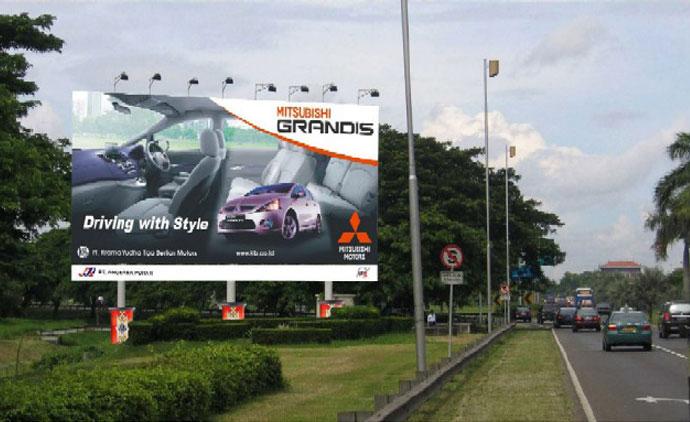 MITSUBISHI
GRANDIS
Driving with Style
MITSUBISHI
MOTORS
PT. Krama Yudha Tiga Berlian Motors
www.ktb.co.id